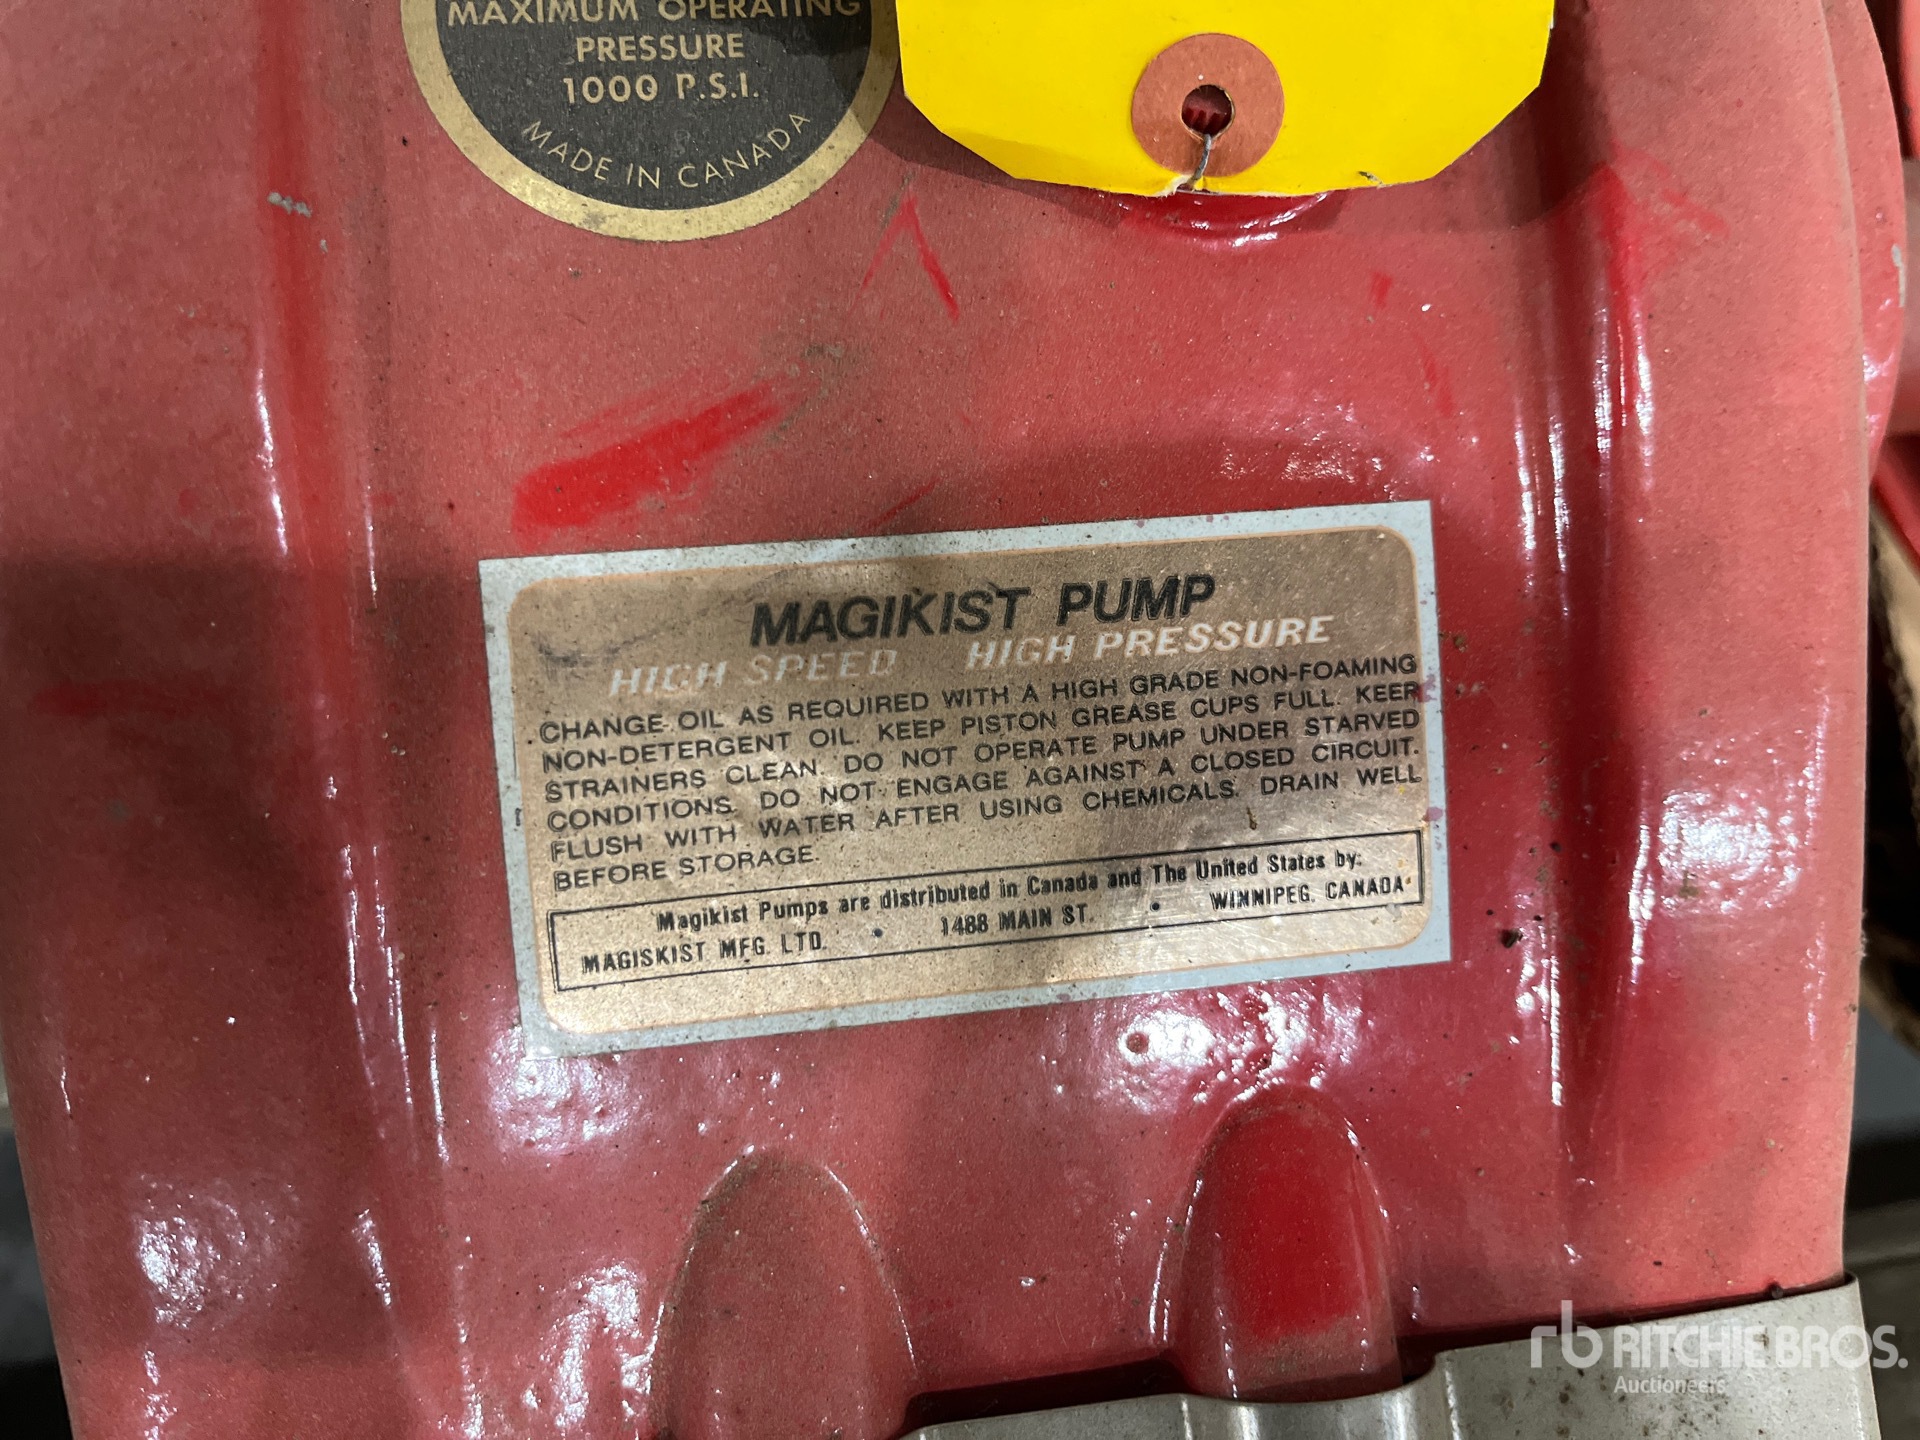 MAXIMUM OPERATING
PRESSURE
1000 P.S.I.
MADE IN CANADA
MAGIKIST PUMP
HIGH SPEED HIGH PRESSURE
CHANGE OIL AS REQUIRED WITH A HIGH GRADE NON-FOAMING
NON-DETERGENT OIL. KEEP PISTON GREASE CUPS FULL. KEEP
STRAINERS CLEAN. DO NOT OPERATE PUMP UNDER STARVED
CONDITIONS. DO NOT ENGAGE AGAINST A CLOSED CIRCUIT.
FLUSH WITH WATER AFTER USING CHEMICALS. DRAIN WELL
BEFORE STORAGE.
Magikist Pumps are distributed in Canada and The United States by:
MAGISKIST MFG. LTD. • 1488 MAIN ST. • WINNIPEG, CANADA
rb RITCHIE BROS.
Auctioneers